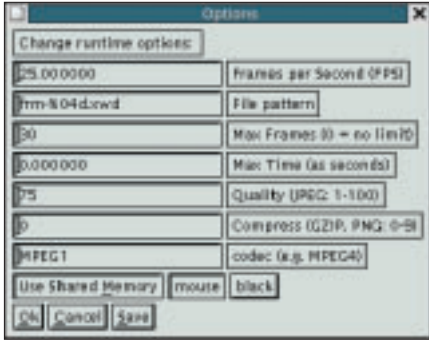 Options
Change runtime options:
25.000000 Frames per Second (FPS)
frm-%04d.xwd File pattern
30 Max Frames (0 = no limit)
0.000000 Max Time (as seconds)
75 Quality (JPEG: 1-100)
0 Compress (GZIP, PNG: 0-9)
MPEG1 codec (e.g. MPEG4)
Use Shared Memory mouse black
Ok Cancel Save